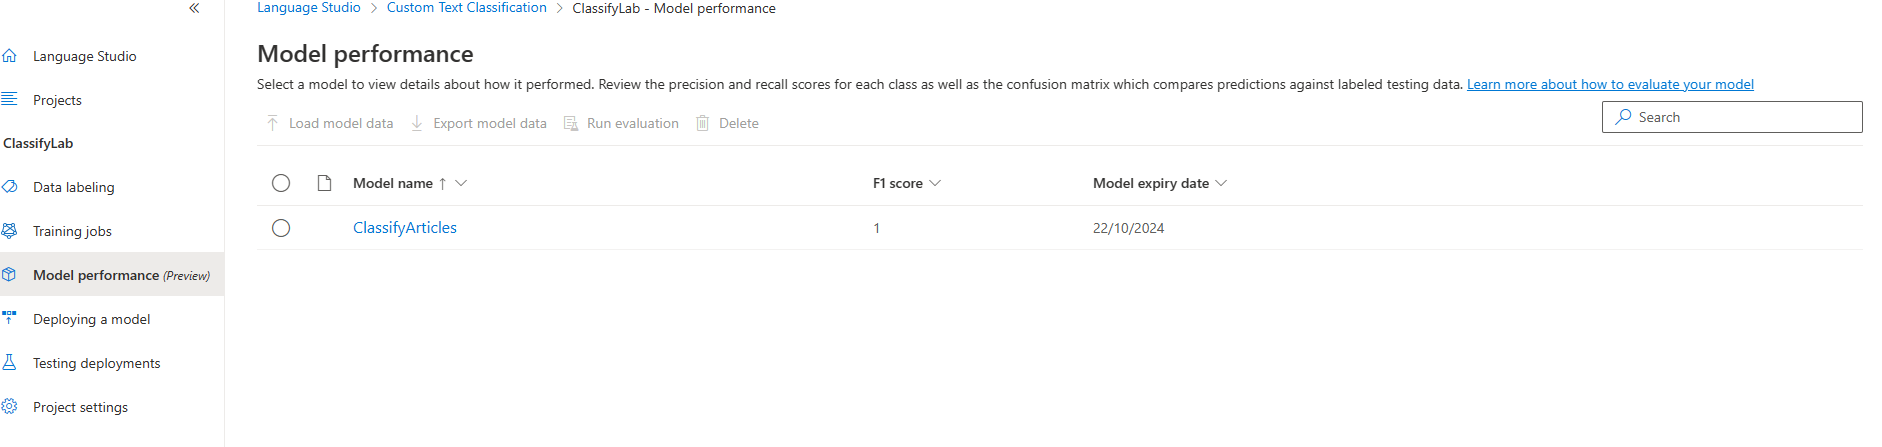 Language Studio > Custom Text Classification > ClassifyLab - Model performance
Language Studio
Projects
ClassifyLab
Data labeling
Training jobs
Model performance (Preview)
Deploying a model
Testing deployments
Project settings
Model performance
Select a model to view details about how it performed. Review the precision and recall scores for each class as well as the confusion matrix which compares predictions against labeled testing data. Learn more about how to evaluate your model
Load model data Export model data Run evaluation Delete
Search
Model name ↑ F1 score Model expiry date
ClassifyArticles 1 22/10/2024